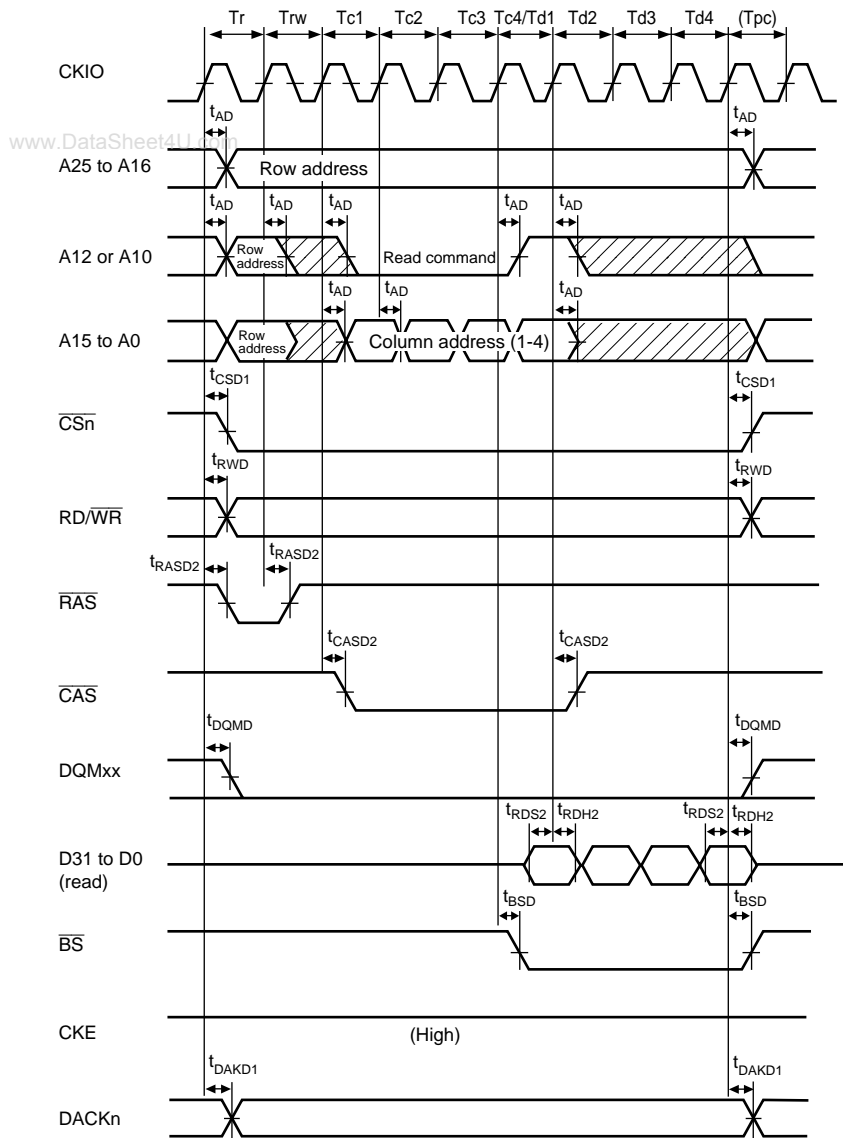 Tr Trw Tc1 Tc2 Tc3 Tc4/Td1 Td2 Td3 Td4 (Tpc)
CKIO
tAD tAD
www.DataSheet4U.com
A25 to A16 Row address
tAD tAD tAD tAD tAD
A12 or A10 Row address Read command
tAD tAD tAD
A15 to A0 Row address Column address (1-4)
tCSD1 tCSD1
CSn
tRWD tRWD
RD/WR
tRASD2 tRASD2
RAS
tCASD2 tCASD2
CAS
tDQMD tDQMD
DQMxx
tRDS2 tRDH2 tRDS2 tRDH2
D31 to D0
(read)
tBSD tBSD
BS
CKE (High)
tDAKD1 tDAKD1
DACKn